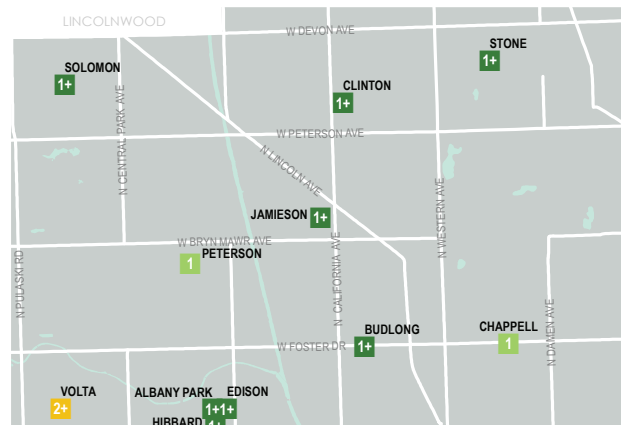 LINCOLNWOOD
W DEVON AVE
STONE
1+
SOLOMON
1+
CLINTON
1+
N CENTRAL PARK AVE
W PETERSON AVE
N LINCOLN AVE
JAMIESON 1+
N WESTERN AVE
W BRYN MAWR AVE
PETERSON
1
N PULASKI RD
N CALIFORNIA AVE
BUDLONG
1+
CHAPPELL
1
W FOSTER DR
N DAMEN AVE
VOLTA
2+
ALBANY PARK
EDISON
1+1+
HIBBARD
1+